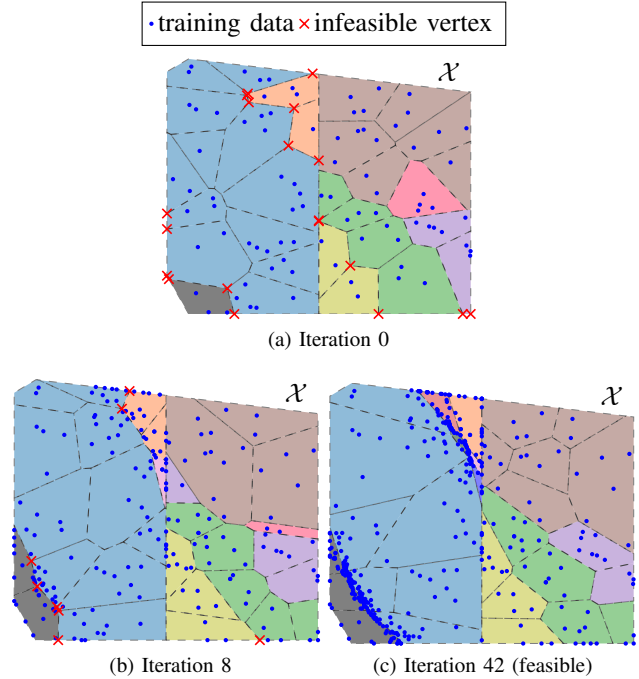 training data infeasible vertex
𝒳
(a) Iteration 0
𝒳
𝒳
(b) Iteration 8
(c) Iteration 42 (feasible)